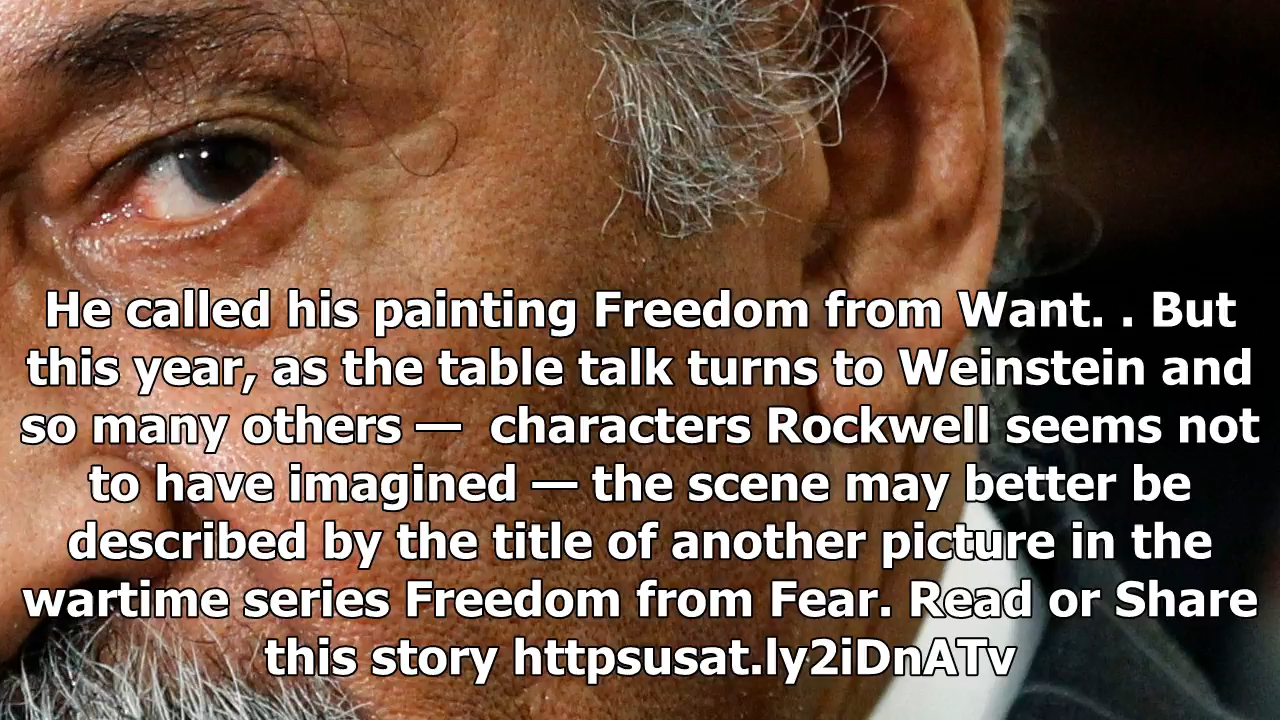 He called his painting Freedom from Want. . But
this year, as the table talk turns to Weinstein and
so many others — characters Rockwell seems not
to have imagined — the scene may better be
described by the title of another picture in the
wartime series Freedom from Fear. Read or Share
this story httpsusat.ly2iDnATv